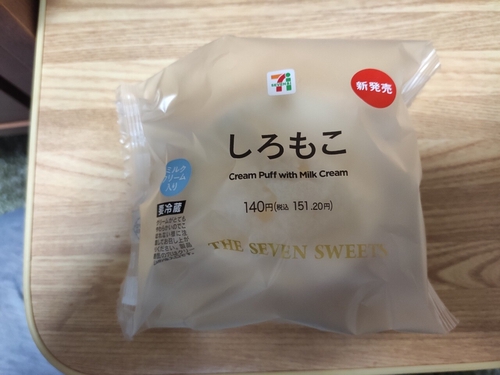 7
新発売
しろもこ
Cream Puff with Milk Cream
ミルク
クリーム
入り
140円(税込 151.20円)
要冷蔵
THE SEVEN SWEETS